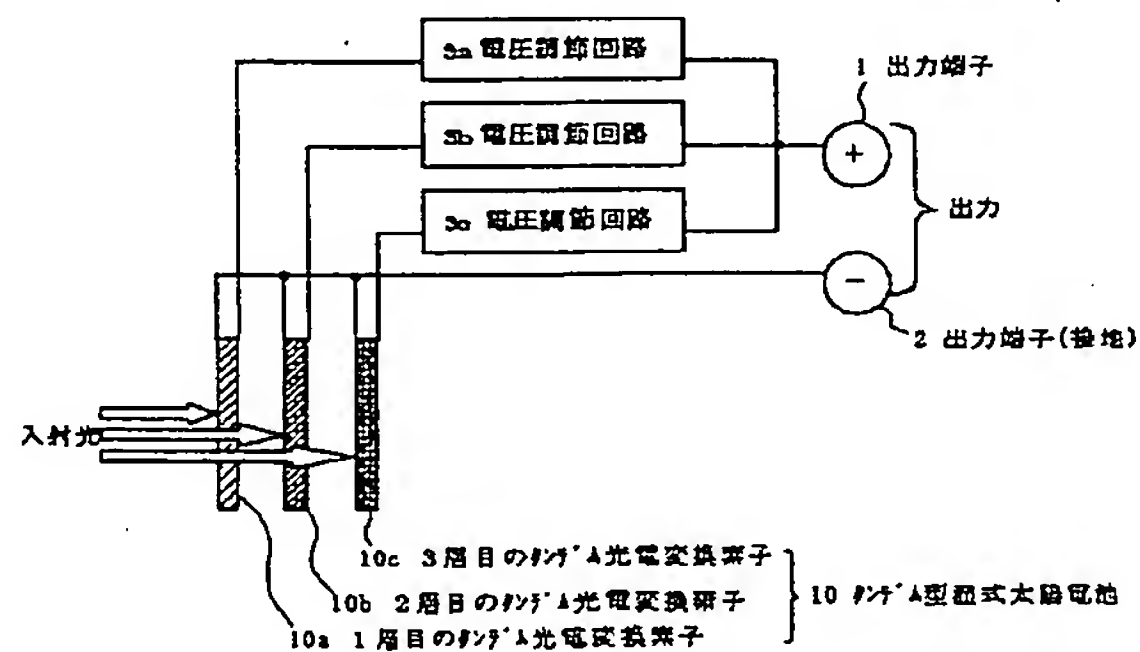 3a 電圧調節回路
1 出力端子
3b 電圧調節回路
+
3c 電圧調節回路
出力
-
2 出力端子(接地)
入射光
10c 3層目のタンデム光電変換素子
10b 2層目のタンデム光電変換素子
10 タンデム型湿式太陽電池
10a 1層目のタンデム光電変換素子